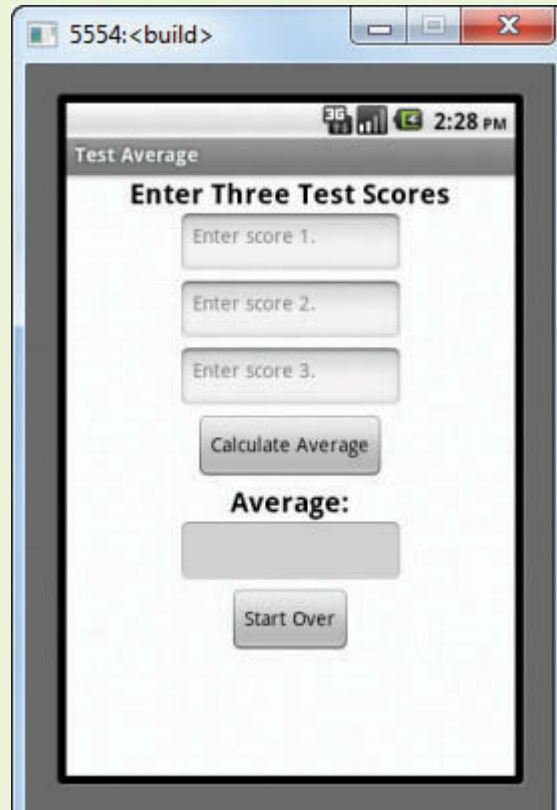 5554:<build>
3G 2:28 PM
Test Average
Enter Three Test Scores
Enter score 1.
Enter score 2.
Enter score 3.
Calculate Average
Average:
Start Over